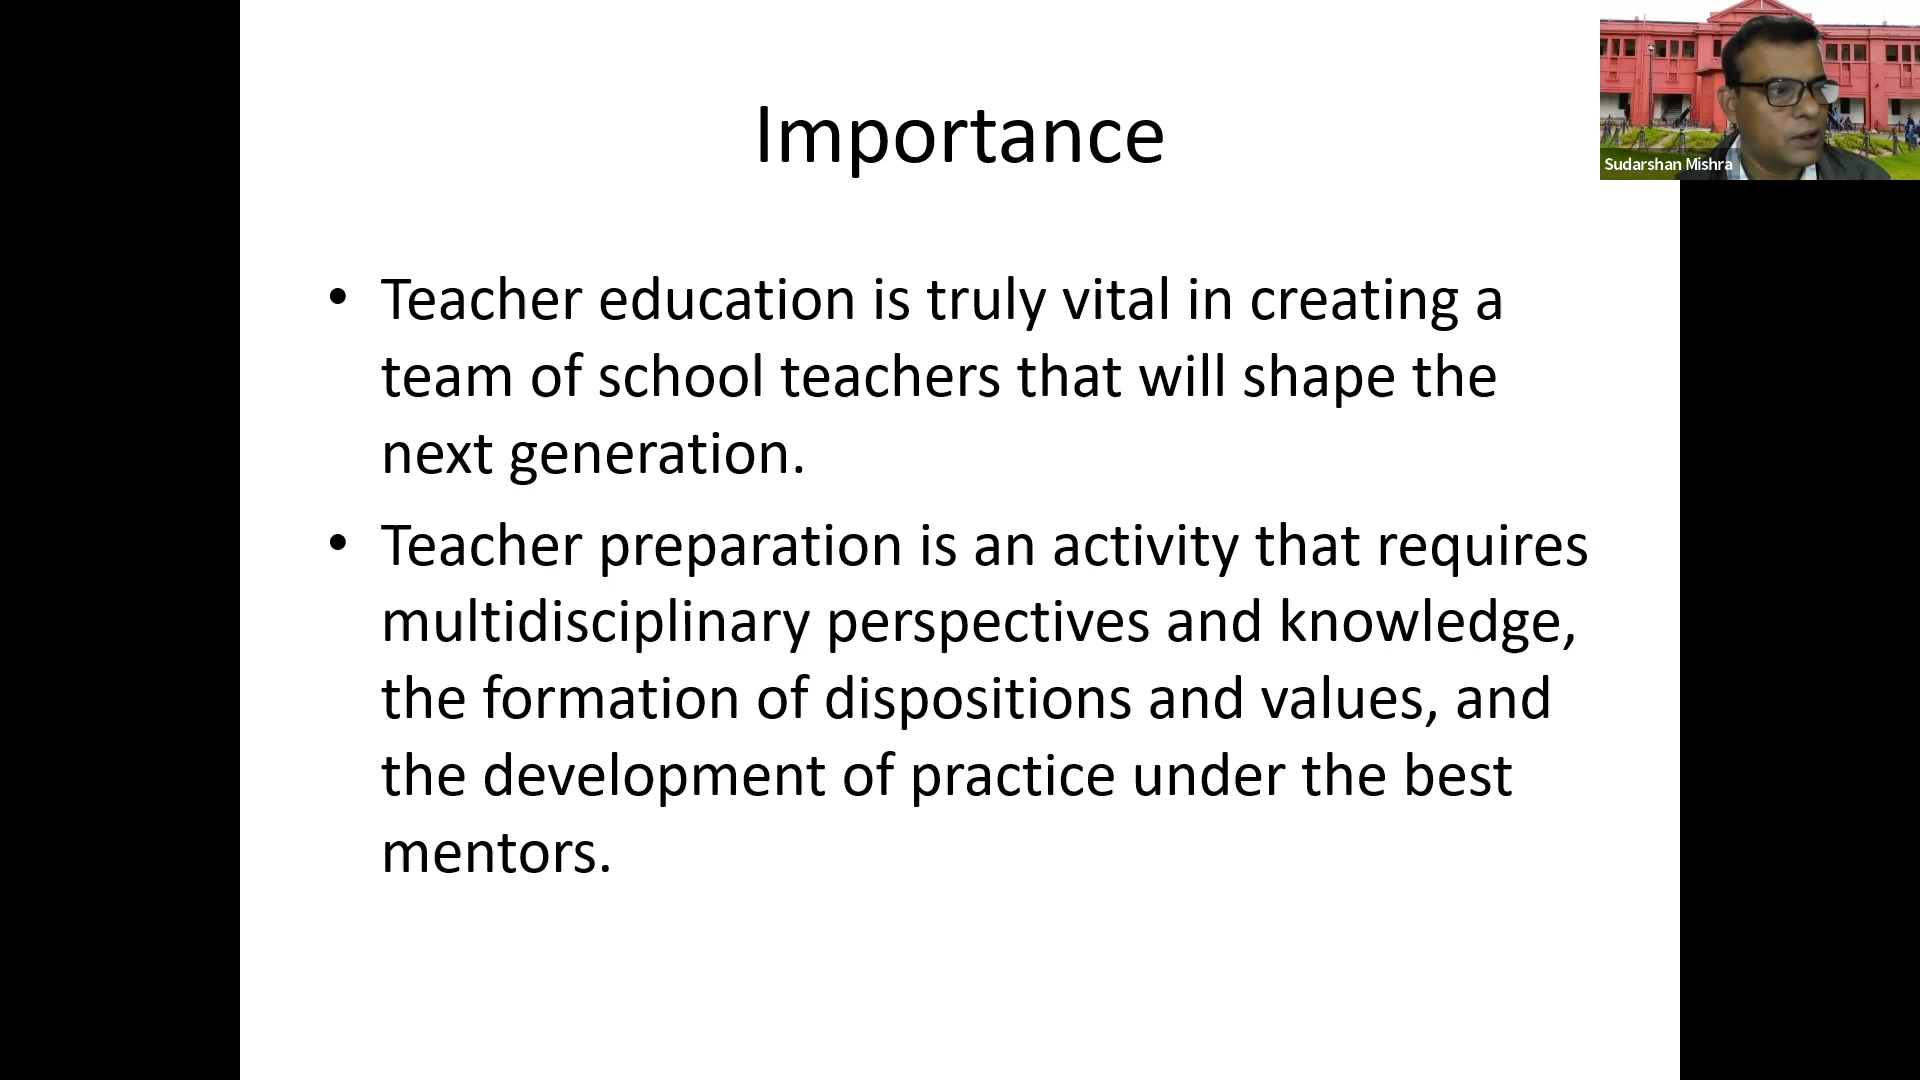 Importance
Sudarshan Mishra
• Teacher education is truly vital in creating a
team of school teachers that will shape the
next generation.
• Teacher preparation is an activity that requires
multidisciplinary perspectives and knowledge,
the formation of dispositions and values, and
the development of practice under the best
mentors.